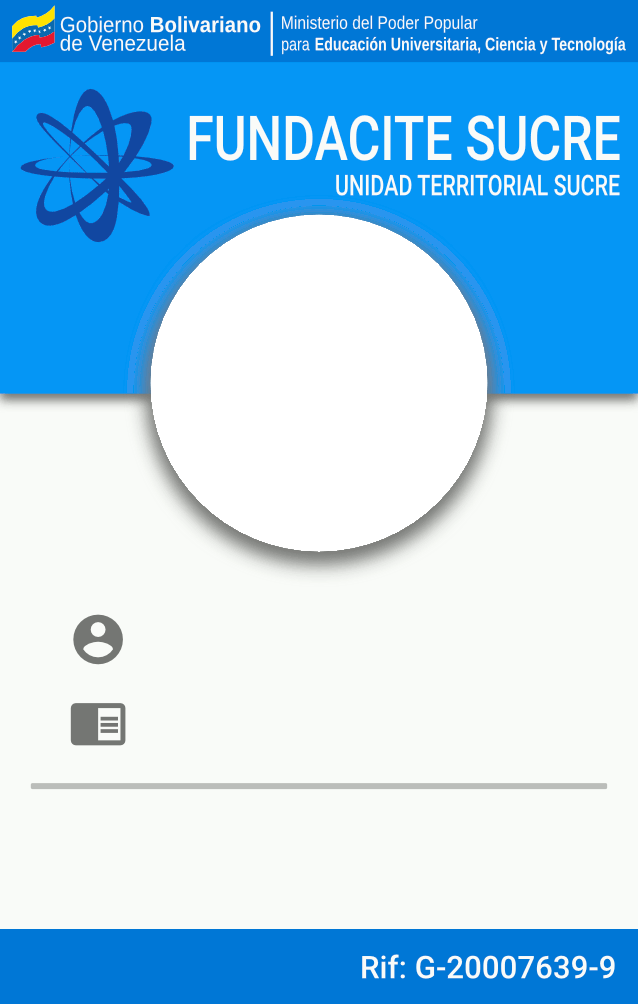 Gobierno Bolivariano
de Venezuela
Ministerio del Poder Popular
para Educación Universitaria, Ciencia y Tecnología
FUNDACITE SUCRE
UNIDAD TERRITORIAL SUCRE
Rif: G-20007639-9